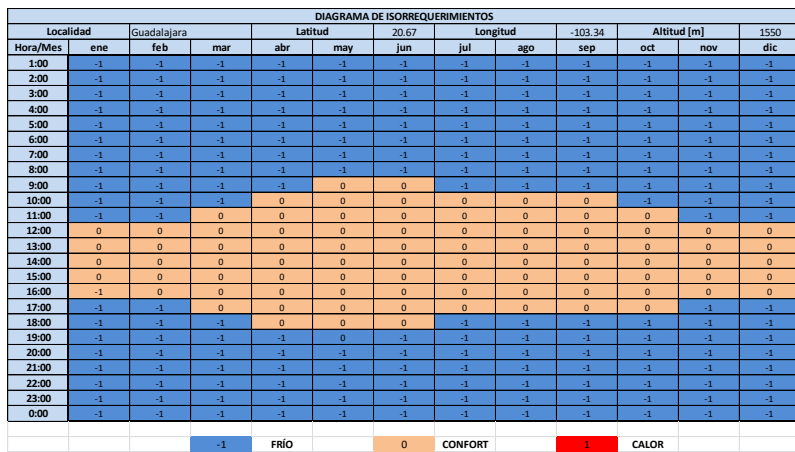 DIAGRAMA DE ISORREQUERIMIENTOS
Localidad Guadalajara Latitud 20.67 Longitud -103.34 Altitud [m] 1550
Hora/Mes ene feb mar abr may jun jul ago sep oct nov dic
1:00 -1 -1 -1 -1 -1 -1 -1 -1 -1 -1 -1 -1
2:00 -1 -1 -1 -1 -1 -1 -1 -1 -1 -1 -1 -1
3:00 -1 -1 -1 -1 -1 -1 -1 -1 -1 -1 -1 -1
4:00 -1 -1 -1 -1 -1 -1 -1 -1 -1 -1 -1 -1
5:00 -1 -1 -1 -1 -1 -1 -1 -1 -1 -1 -1 -1
6:00 -1 -1 -1 -1 -1 -1 -1 -1 -1 -1 -1 -1
7:00 -1 -1 -1 -1 -1 -1 -1 -1 -1 -1 -1 -1
8:00 -1 -1 -1 -1 -1 -1 -1 -1 -1 -1 -1 -1
9:00 -1 -1 -1 -1 0 0 -1 -1 -1 -1 -1 -1
10:00 -1 -1 -1 0 0 0 0 0 0 -1 -1 -1
11:00 -1 -1 0 0 0 0 0 0 0 0 -1 -1
12:00 0 0 0 0 0 0 0 0 0 0 0 0
13:00 0 0 0 0 0 0 0 0 0 0 0 0
14:00 0 0 0 0 0 0 0 0 0 0 0 0
15:00 0 0 0 0 0 0 0 0 0 0 0 0
16:00 -1 0 0 0 0 0 0 0 0 0 0 0
17:00 -1 -1 0 0 0 0 0 0 0 0 -1 -1
18:00 -1 -1 -1 0 0 0 -1 -1 -1 -1 -1 -1
19:00 -1 -1 -1 -1 0 -1 -1 -1 -1 -1 -1 -1
20:00 -1 -1 -1 -1 -1 -1 -1 -1 -1 -1 -1 -1
21:00 -1 -1 -1 -1 -1 -1 -1 -1 -1 -1 -1 -1
22:00 -1 -1 -1 -1 -1 -1 -1 -1 -1 -1 -1 -1
23:00 -1 -1 -1 -1 -1 -1 -1 -1 -1 -1 -1 -1
0:00 -1 -1 -1 -1 -1 -1 -1 -1 -1 -1 -1 -1
-1 FRÍO 0 CONFORT 1 CALOR